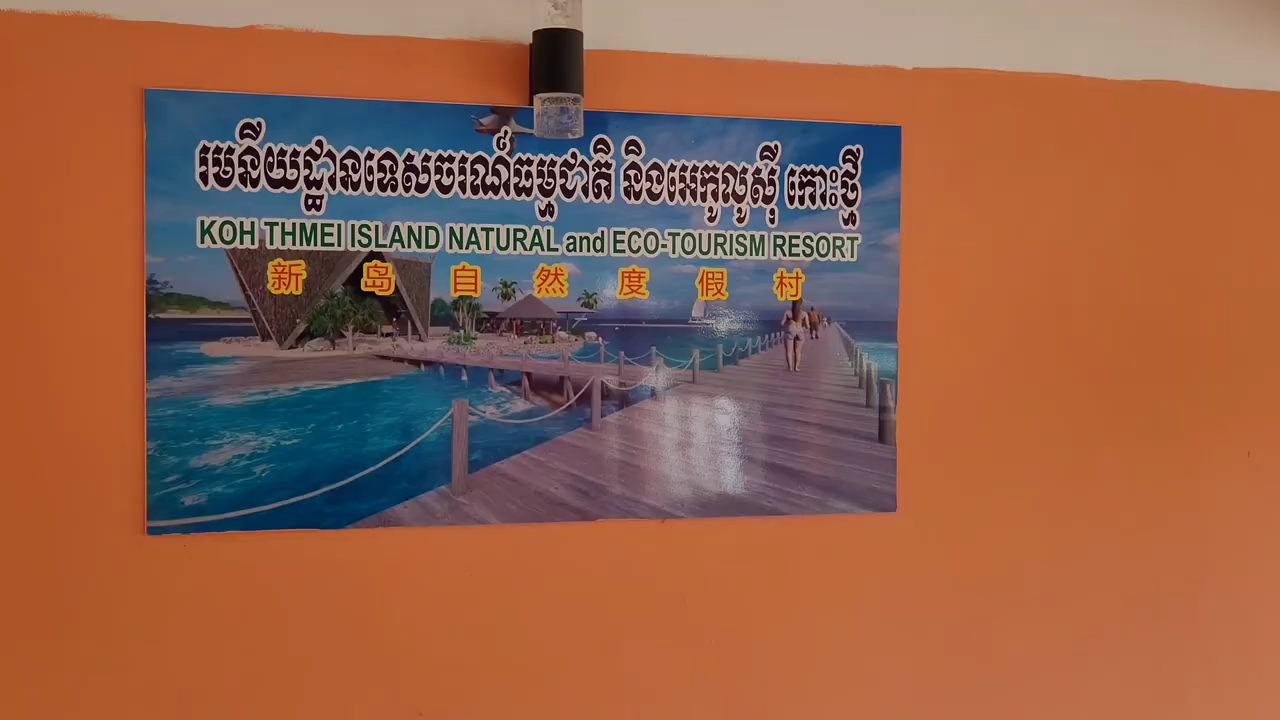 រមនីយដ្ឋានទេសចរណ៍ធម្មជាតិ និងអេកូលូស៊ី កោះថ្មី
KOH THMEI ISLAND NATURAL and ECO-TOURISM RESORT
新岛自然度假村